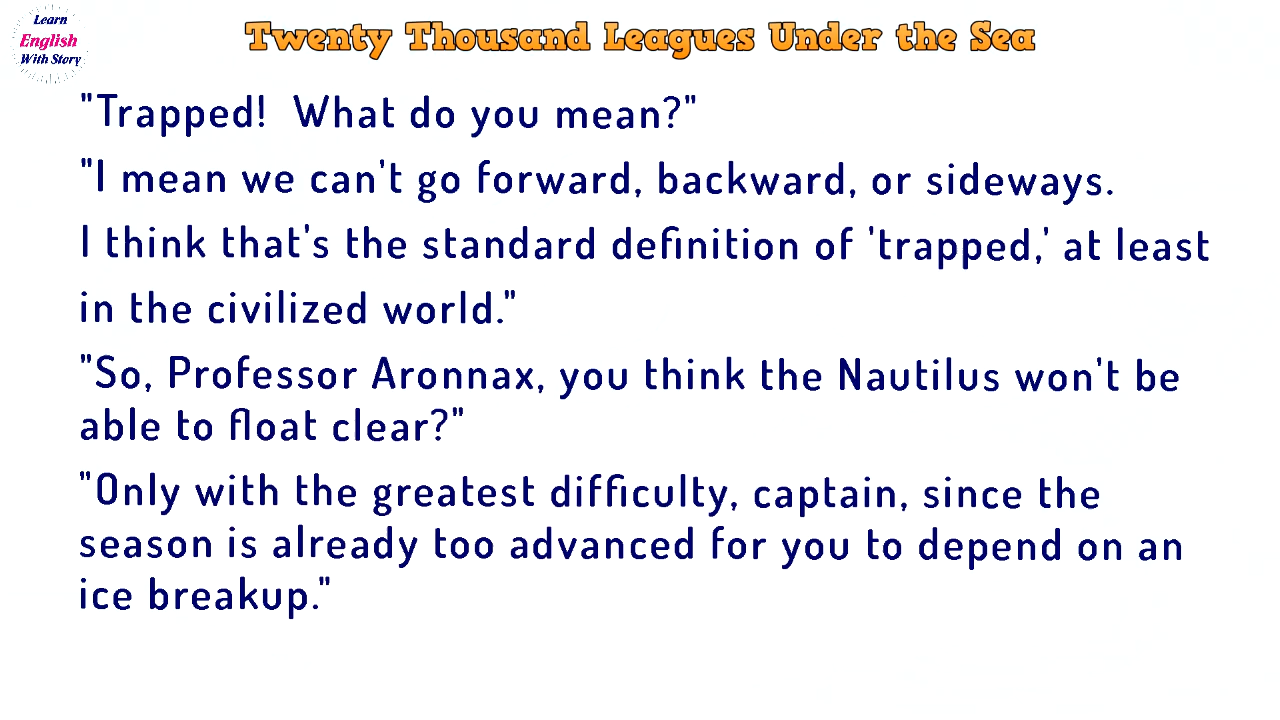 Learn
English
With Story
Twenty Thousand Leagues Under the Sea
"Trapped!  What do you mean?"
"I mean we can't go forward, backward, or sideways.
I think that's the standard definition of 'trapped,' at least
in the civilized world."
"So, Professor Aronnax, you think the Nautilus won't be
able to float clear?"
"Only with the greatest difficulty, captain, since the
season is already too advanced for you to depend on an
ice breakup."